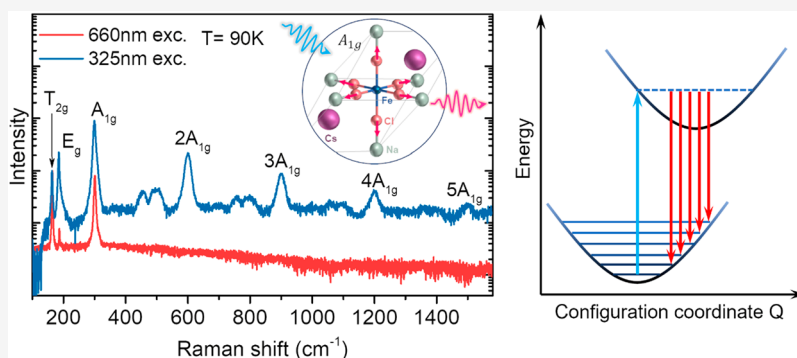 660nm exc.
325nm exc.
T= 90K
A1g
T2g
Eg
A1g
2A1g
3A1g
4A1g
5A1g
Fe
Cl
Cs
Na
Intensity
200 400 600 800 1000 1200 1400
Raman shift (cm⁻¹)
Energy
Configuration coordinate Q